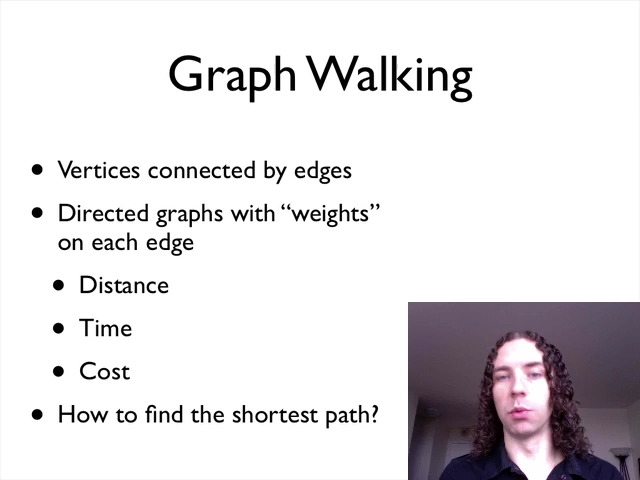 Graph Walking
• Vertices connected by edges
• Directed graphs with “weights”
on each edge
• Distance
• Time
• Cost
• How to find the shortest path?